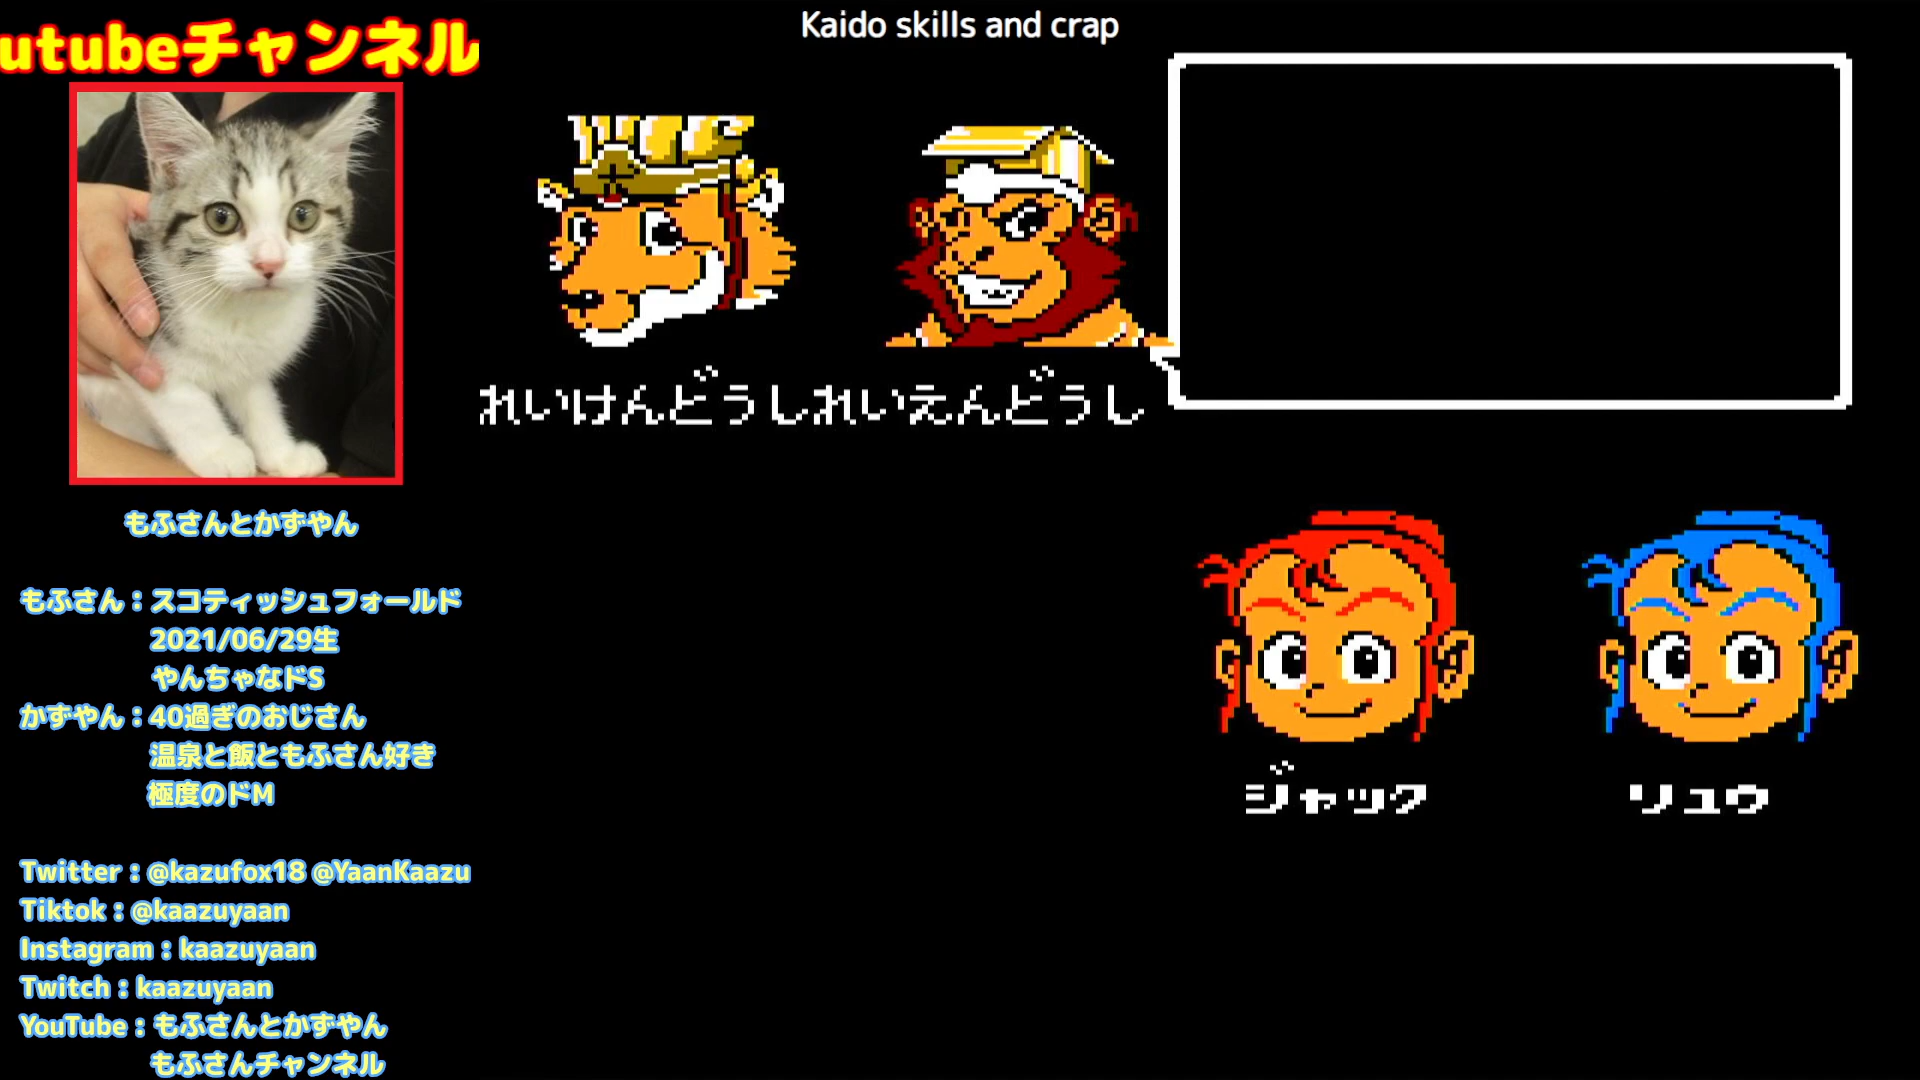 utubeチャンネル
Kaido skills and crap
れいけんどうし
れいえんどうし
もふさんとかずやん
もふさん：スコティッシュフォールド
2021/06/29生
やんちゃなドS
かずやん：40過ぎのおじさん
温泉と飯ともふさん好き
極度のドM
ジャック
リュウ
Twitter：@kazufox18 @YaanKaazu
Tiktok：@kaazuyaan
Instagram：kaazuyaan
Twitch：kaazuyaan
YouTube：もふさんとかずやん
もふさんチャンネル